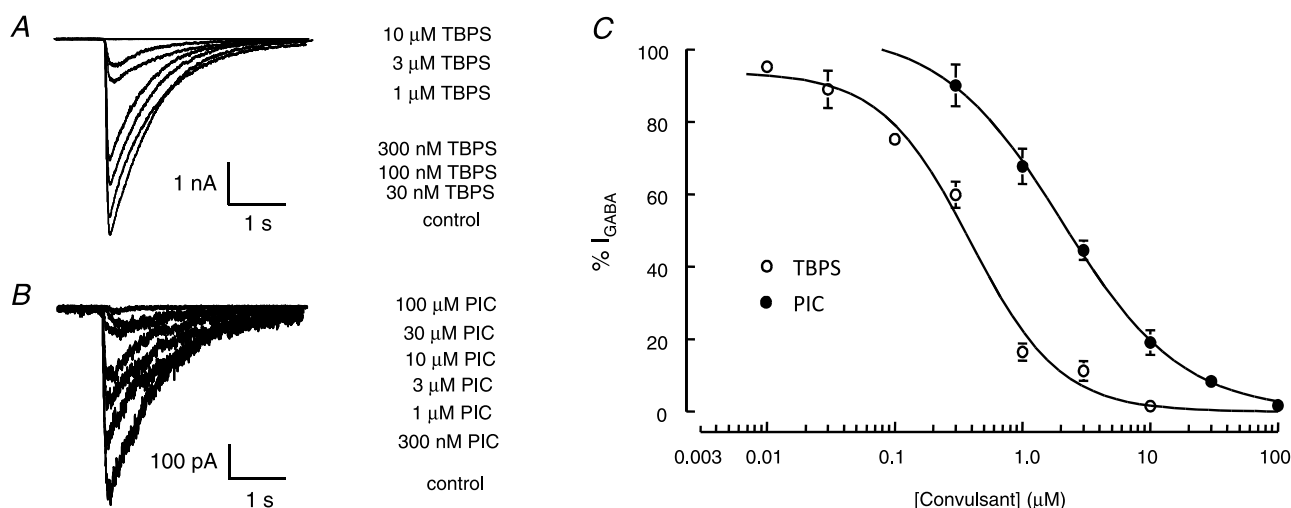 A
10 μM TBPS
3 μM TBPS
1 μM TBPS
300 nM TBPS
100 nM TBPS
30 nM TBPS
control
1 nA
1 s
B
100 μM PIC
30 μM PIC
10 μM PIC
3 μM PIC
1 μM PIC
300 nM PIC
control
100 pA
1 s
C
100
80
60
40
20
0
% I_GABA
TBPS
PIC
0.003 0.01 0.1 1.0 10 100
[Convulsant] (μM)